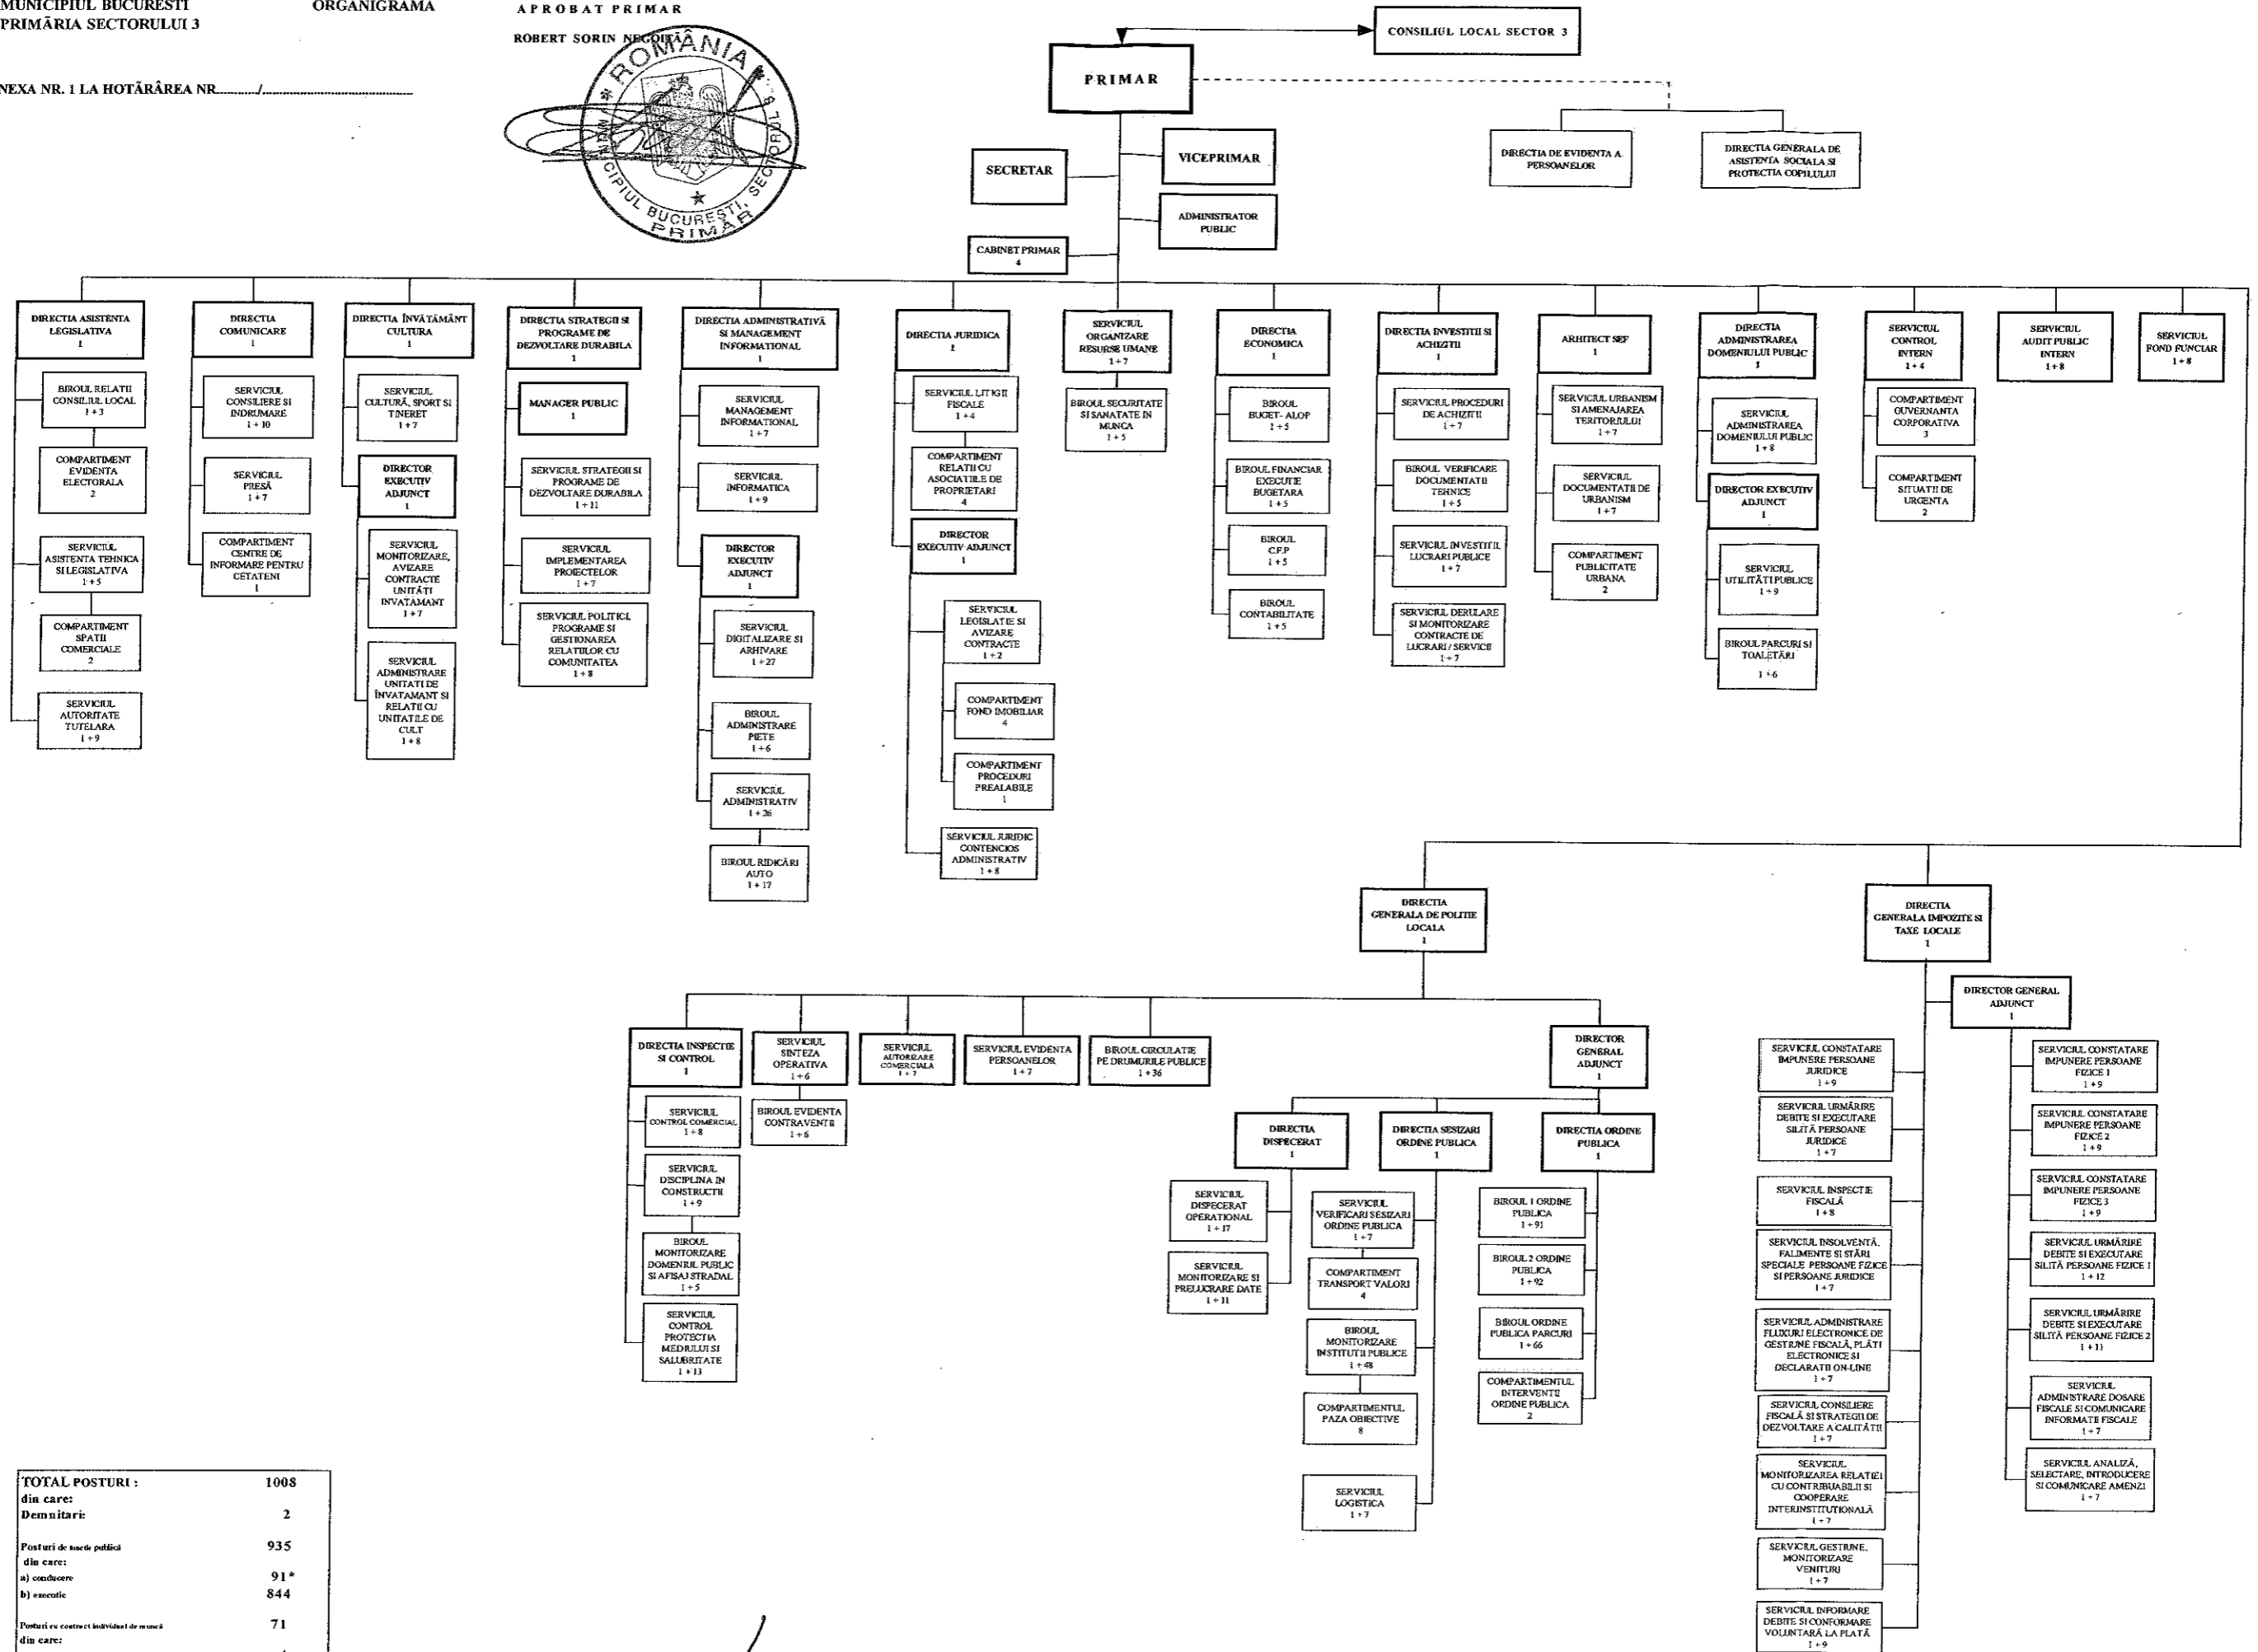 MUNICIPIUL BUCURESTI
PRIMĂRIA SECTORULUI 3
ORGANIGRAMA
APROBAT PRIMAR
ROBERT SORIN NEGOIȚĂ
NEXA NR. 1 LA HOTĂRÂREA NR........../..........
ROMÂNIA
MUNICIPIUL BUCUREȘTI, SECTORUL 3
PRIMAR
CONSILIUL LOCAL SECTOR 3
PRIMAR
DIRECTIA DE EVIDENTA A
PERSOANELOR
DIRECTIA GENERALA DE
ASISTENTA SOCIALA SI
PROTECTIA COPILULUI
SECRETAR
VICEPRIMAR
ADMINISTRATOR
PUBLIC
CABINET PRIMAR
4
DIRECTIA ASISTENTA
LEGISLATIVA
1
BIROUL RELATII
CONSILIUL LOCAL
1 + 3
COMPARTIMENT
EVIDENTA
ELECTORALA
2
SERVICIUL
ASISTENTA TEHNICA
SI LEGISLATIVA
1 + 5
COMPARTIMENT
SPATII
COMERCIALE
2
SERVICIUL
AUTORITATE
TUTELARA
1 + 9
DIRECTIA
COMUNICARE
1
SERVICIUL
CONSILIERE SI
INDRUMARE
1 + 10
SERVICIUL
PRESĂ
1 + 7
COMPARTIMENT
CENTRE DE
INFORMARE PENTRU
CETATENI
1
DIRECTIA ÎNVĂTĂMÂNT
CULTURA
1
SERVICIUL
CULTURĂ, SPORT SI
TINERET
1 + 7
DIRECTOR
EXECUTIV
ADJUNCT
1
SERVICIUL
MONITORIZARE,
AVIZARE
CONTRACTE
UNITĂTI
INVATAMANT
1 + 7
SERVICIUL
ADMINISTRARE
UNITATI DE
ÎNVATAMANT SI
RELATII CU
UNITATILE DE
CULT
1 + 8
DIRECTIA STRATEGII SI
PROGRAME DE
DEZVOLTARE DURABILA
1
MANAGER PUBLIC
1
SERVICIUL STRATEGII SI
PROGRAME DE
DEZVOLTARE DURABILA
1 + 11
SERVICIUL
IMPLEMENTAREA
PROIECTELOR
1 + 7
SERVICIUL POLITICI,
PROGRAME SI
GESTIONAREA
RELATIILOR CU
COMUNITATEA
1 + 8
DIRECTIA ADMINISTRATIVĂ
SI MANAGEMENT
INFORMATIONAL
1
SERVICIUL
MANAGEMENT
INFORMATIONAL
1 + 7
SERVICIUL
INFORMATICA
1 + 9
DIRECTOR
EXECUTIV
ADJUNCT
1
SERVICIUL
DIGITALIZARE SI
ARHIVARE
1 + 27
BIROUL
ADMINISTRARE
PIETE
1 + 6
SERVICIUL
ADMINISTRATIV
1 + 26
BIROUL RIDICĂRI
AUTO
1 + 17
DIRECTIA JURIDICA
1
SERVICIUL LITIGII
FISCALE
1 + 4
COMPARTIMENT
RELATII CU
ASOCIATIILE DE
PROPRIETARI
4
DIRECTOR
EXECUTIV-ADJUNCT
1
SERVICIUL
LEGISLATIE SI
AVIZARE
CONTRACTE
1 + 2
COMPARTIMENT
FOND IMOBILIAR
4
COMPARTIMENT
PROCEDURI
PREALABILE
1
SERVICIUL JURIDIC
CONTENCIOS
ADMINISTRATIV
1 + 8
SERVICIUL
ORGANIZARE
RESURSE UMANE
1 + 7
BIROUL SECURITATE
SI SANATATE IN
MUNCA
1 + 5
DIRECTIA
ECONOMICA
1
BIROUL
BUGET- ALOP
1 + 5
BIROUL FINANCIAR
EXECUTIE
BUGETARA
1 + 5
BIROUL
C.F.P
1 + 5
BIROUL
CONTABILITATE
1 + 5
DIRECTIA INVESTITII SI
ACHIZITII
1
SERVICIUL PROCEDURI
DE ACHIZITII
1 + 7
BIROUL VERIFICARE
DOCUMENTATII
TEHNICE
1 + 5
SERVICIUL INVESTITII,
LUCRARI PUBLICE
1 + 7
SERVICIUL DERULARE
SI MONITORIZARE
CONTRACTE DE
LUCRARI / SERVICII
1 + 7
ARHITECT SEF
1
SERVICIUL URBANISM
SI AMENAJAREA
TERITORIULUI
1 + 7
SERVICIUL
DOCUMENTATII DE
URBANISM
1 + 7
COMPARTIMENT
PUBLICITATE
URBANA
2
DIRECTIA
ADMINISTRAREA
DOMENIULUI PUBLIC
1
SERVICIUL
ADMINISTRAREA
DOMENIULUI PUBLIC
1 + 8
DIRECTOR EXECUTIV
ADJUNCT
1
SERVICIUL
UTILITĂTI PUBLICE
1 + 9
BIROUL PARCURI SI
TOALETĂRI
1 + 6
SERVICIUL
CONTROL
INTERN
1 + 4
COMPARTIMENT
GUVERNANTA
CORPORATIVA
3
COMPARTIMENT
SITUATII DE
URGENTA
2
SERVICIUL
AUDIT PUBLIC
INTERN
1 + 8
SERVICIUL
FOND FUNCIAR
1 + 8
DIRECTIA
GENERALA DE POLITIE
LOCALA
1
DIRECTIA INSPECTIE
SI CONTROL
1
SERVICIUL
CONTROL COMERCIAL
1 + 8
SERVICIUL
DISCIPLINA IN
CONSTRUCTII
1 + 9
BIROUL
MONITORIZARE
DOMENIUL PUBLIC
SI AFISAJ STRADAL
1 + 5
SERVICIUL
CONTROL
PROTECTIA
MEDIULUI SI
SALUBRITATE
1 + 13
SERVICIUL
SINTEZA
OPERATIVA
1 + 6
BIROUL EVIDENTA
CONTRAVENTII
1 + 6
SERVICIUL
AUTORIZARE
COMERCIALA
1 + 7
SERVICIUL EVIDENTA
PERSOANELOR
1 + 7
BIROUL CIRCULATIE
PE DRUMURILE PUBLICE
1 + 36
DIRECTOR
GENERAL
ADJUNCT
1
DIRECTIA
DISPECERAT
1
SERVICIUL
DISPECERAT
OPERATIONAL
1 + 17
SERVICIUL
MONITORIZARE SI
PRELUCRARE DATE
1 + 11
DIRECTIA SESIZARI
ORDINE PUBLICA
1
SERVICIUL
VERIFICARI SESIZARI
ORDINE PUBLICA
1 + 7
COMPARTIMENT
TRANSPORT VALORI
4
BIROUL
MONITORIZARE
INSTITUTII PUBLICE
1 + 48
COMPARTIMENTUL
PAZA OBIECTIVE
8
SERVICIUL
LOGISTICA
1 + 7
DIRECTIA ORDINE
PUBLICA
1
BIROUL 1 ORDINE
PUBLICA
1 + 91
BIROUL 2 ORDINE
PUBLICA
1 + 92
BIROUL ORDINE
PUBLICA PARCURI
1 + 66
COMPARTIMENTUL
INTERVENTII
ORDINE PUBLICA
2
DIRECTIA
GENERALA IMPOZITE SI
TAXE LOCALE
1
SERVICIUL CONSTATARE
IMPUNERE PERSOANE
JURIDICE
1 + 9
SERVICIUL URMĂRIRE
DEBITE SI EXECUTARE
SILITĂ PERSOANE
JURIDICE
1 + 7
SERVICIUL INSPECTIE
FISCALĂ
1 + 8
SERVICIUL INSOLVENTĂ,
FALIMENTE SI STĂRI
SPECIALE PERSOANE FIZICE
SI PERSOANE JURIDICE
1 + 7
SERVICIUL ADMINISTRARE
FLUXURI ELECTRONICE DE
GESTIUNE FISCALĂ, PLĂTI
ELECTRONICE SI
DECLARATII ON-LINE
1 + 7
SERVICIUL CONSILIERE
FISCALĂ SI STRATEGII DE
DEZVOLTARE A CALITĂTII
1 + 7
SERVICIUL
MONITORIZAREA RELATIEI
CU CONTRIBUABILII SI
COOPERARE
INTERINSTITUTIONALĂ
1 + 7
SERVICIUL GESTIUNE,
MONITORIZARE
VENITURI
1 + 7
SERVICIUL INFORMARE
DEBITE SI CONFORMARE
VOLUNTARĂ LA PLATĂ
1 + 9
DIRECTOR GENERAL
ADJUNCT
1
SERVICIUL CONSTATARE
IMPUNERE PERSOANE
FIZICE 1
1 + 9
SERVICIUL CONSTATARE
IMPUNERE PERSOANE
FIZICE 2
1 + 9
SERVICIUL CONSTATARE
IMPUNERE PERSOANE
FIZICE 3
1 + 9
SERVICIUL URMĂRIRE
DEBITE SI EXECUTARE
SILITĂ PERSOANE FIZICE 1
1 + 12
SERVICIUL URMĂRIRE
DEBITE SI EXECUTARE
SILITĂ PERSOANE FIZICE 2
1 + 11
SERVICIUL
ADMINISTRARE DOSARE
FISCALE SI COMUNICARE
INFORMATII FISCALE
1 + 7
SERVICIUL ANALIZĂ,
SELECTARE, INTRODUCERE
SI COMUNICARE AMENZI
1 + 7
TOTAL POSTURI : 1008
din care:
Demnitari: 2
Posturi de publică 935
din care:
a) conducere 91*
b) executie 844
Posturi cu contract individual de muncă 71
din care: